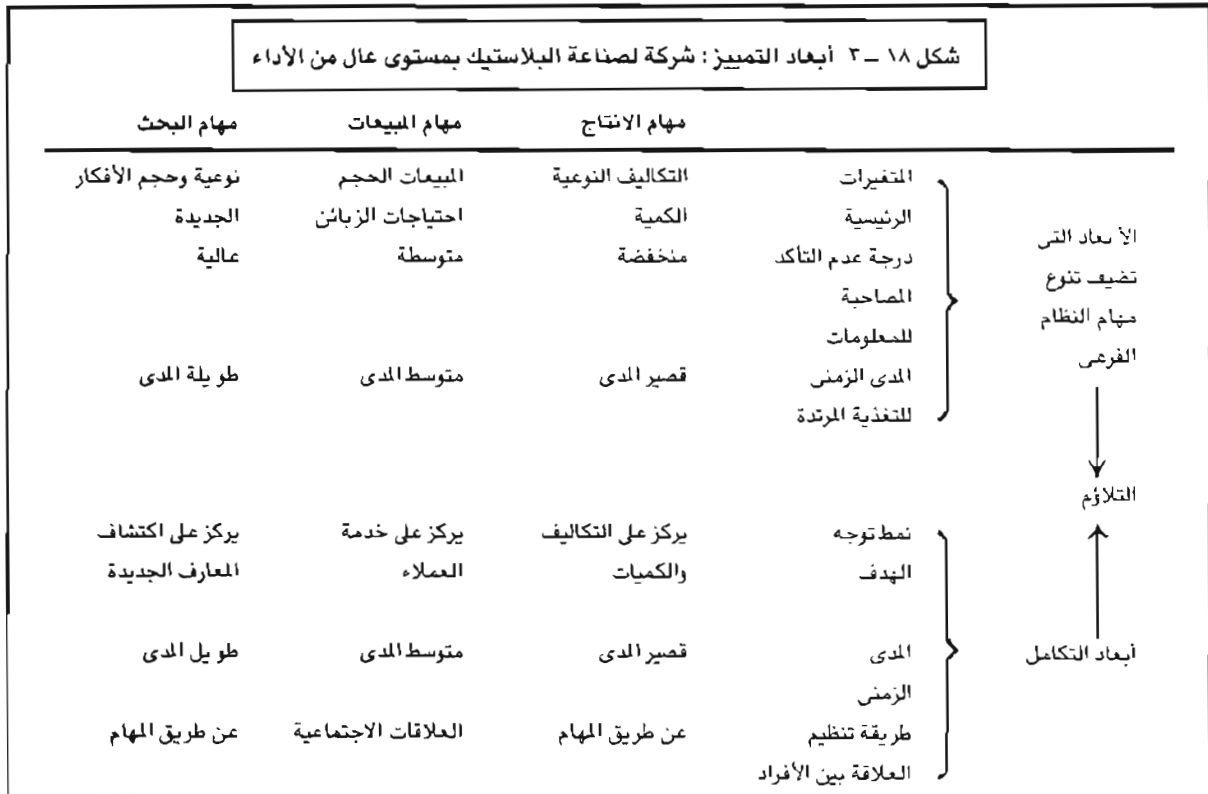 شكل ١٨ – ٣ أبعاد التمييز : شركة لصناعة البلاستيك بمستوى عال من الأداء
مهام الانتاج مهام المبيعات مهام البحث
المتغيرات التكاليف النوعية المبيعات الحجم نوعية وحجم الأفكار
الرئيسية الكمية احتياجات الزبائن الجديدة
الأبعاد التى
درجة عدم التأكد منخفضة متوسطة عالية
تضيف تنوع
المصاحبة
مهام النظام
للمعلومات
الفرعى
المدى الزمنى قصير المدى متوسط المدى طويلة المدى
للتغذية المرتدة
التلاؤم
نمط توجه يركز على التكاليف يركز على خدمة يركز على اكتشاف
الهدف والكميات العملاء المعارف الجديدة
أبعاد التكامل المدى قصير المدى متوسط المدى طويل المدى
الزمنى
طريقة تنظيم عن طريق المهام العلاقات الاجتماعية عن طريق المهام
العلاقة بين الأفراد